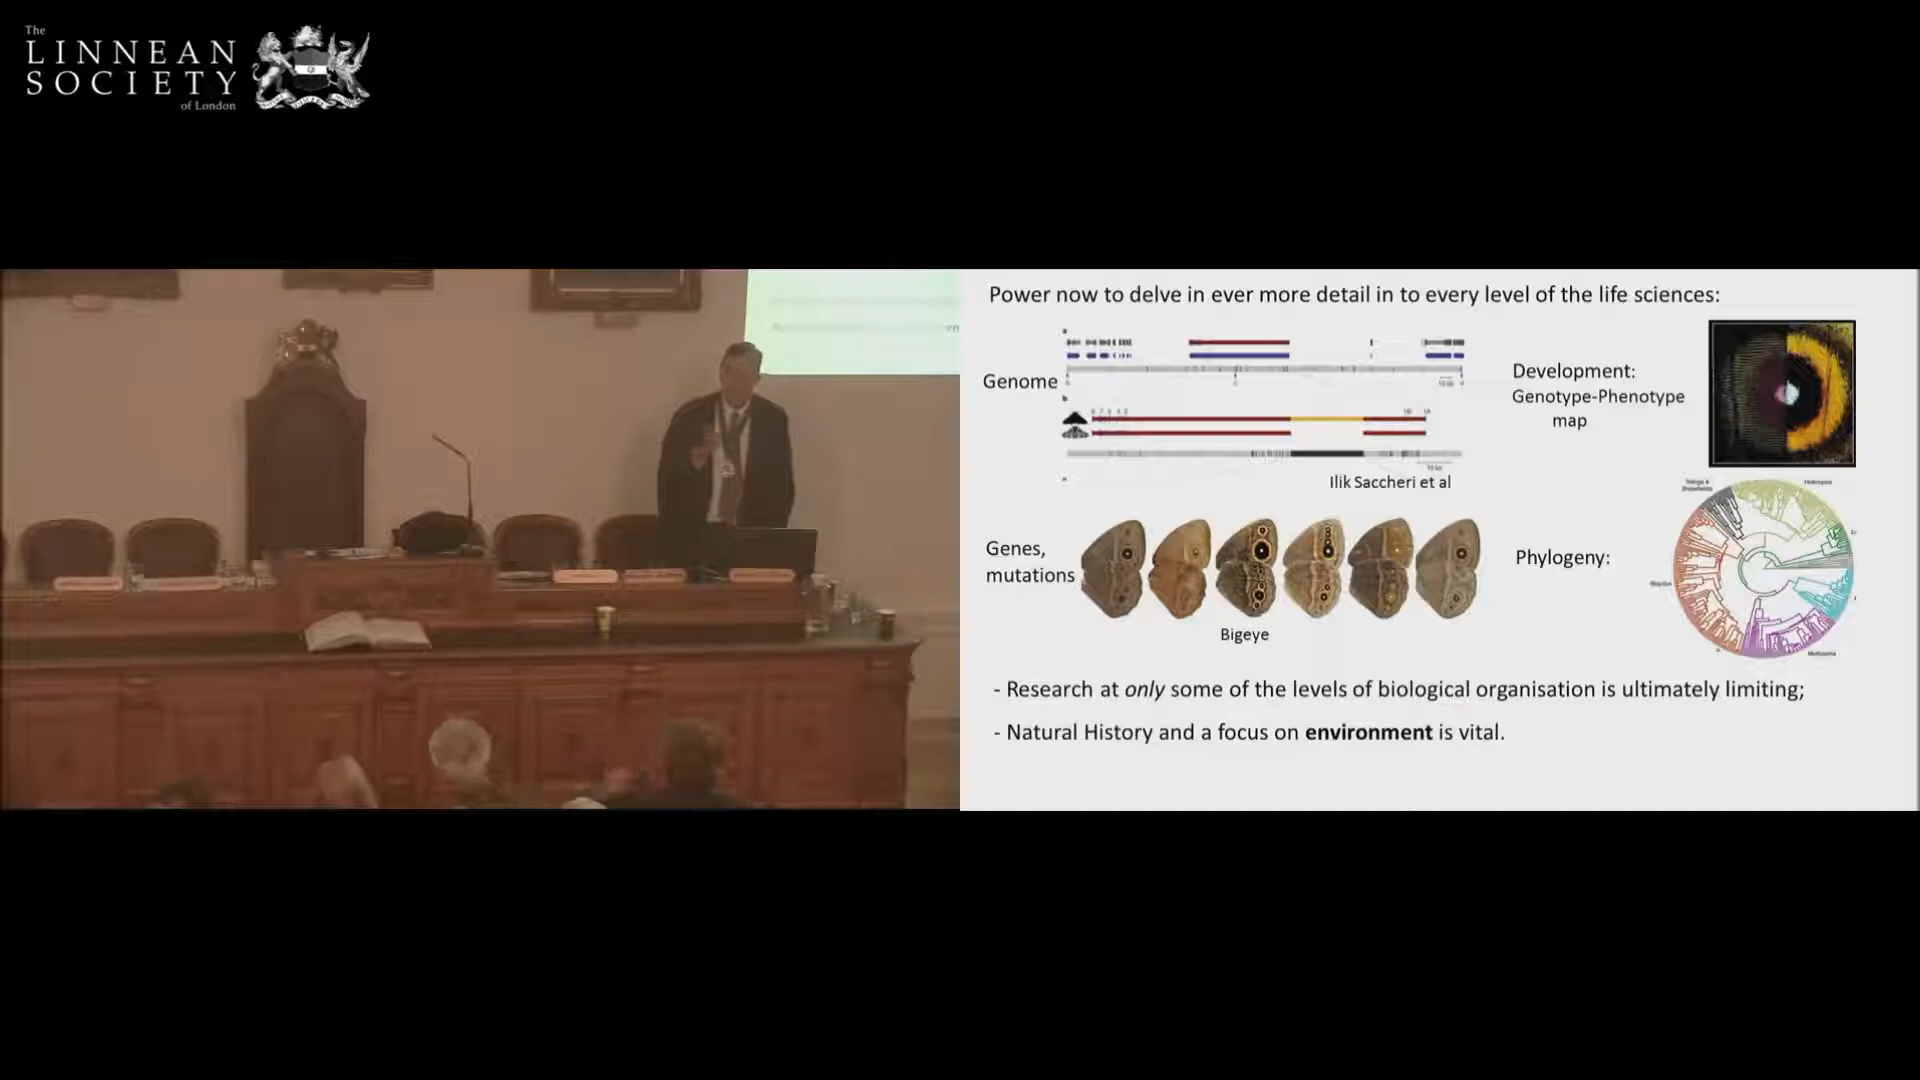 The
LINNEAN
SOCIETY
of London
Power now to delve in ever more detail in to every level of the life sciences:
Genome
Ilik Saccheri et al
Development:
Genotype-Phenotype
map
Genes,
mutations
Bigeye
Phylogeny:
- Research at only some of the levels of biological organisation is ultimately limiting;
- Natural History and a focus on environment is vital.